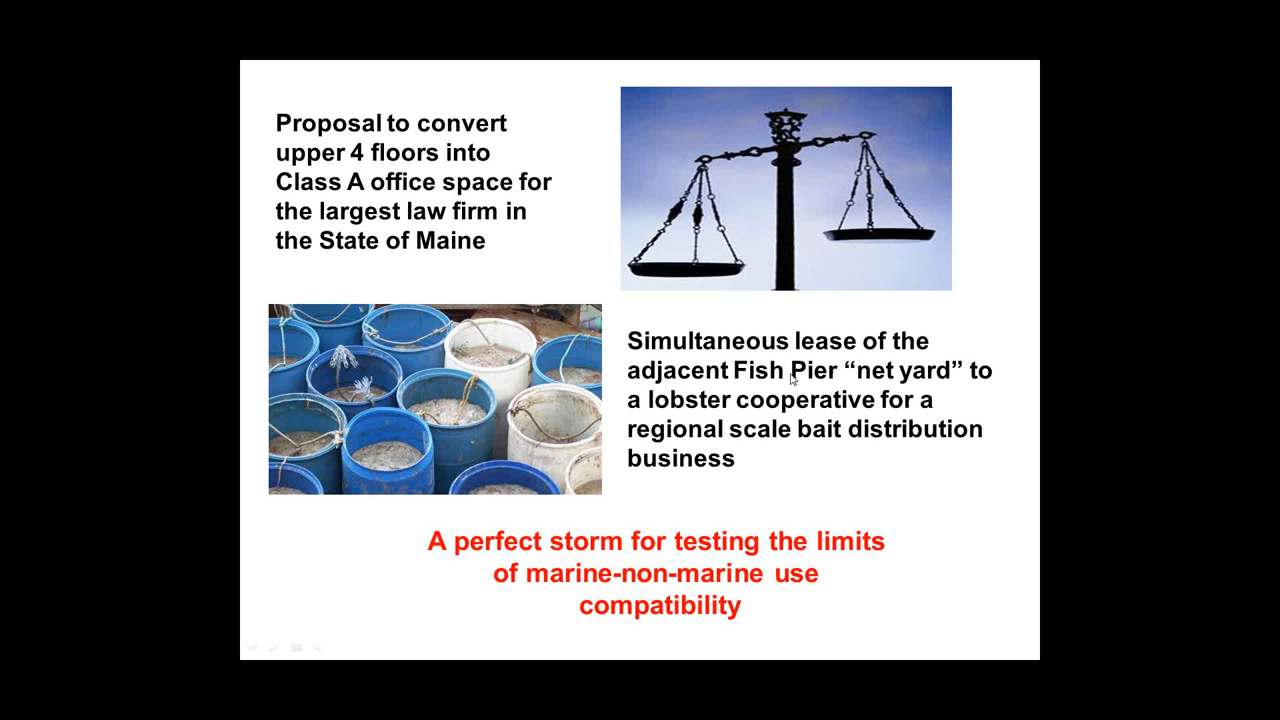 Proposal to convert
upper 4 floors into
Class A office space for
the largest law firm in
the State of Maine
Simultaneous lease of the
adjacent Fish Pier “net yard” to
a lobster cooperative for a
regional scale bait distribution
business
A perfect storm for testing the limits
of marine-non-marine use
compatibility